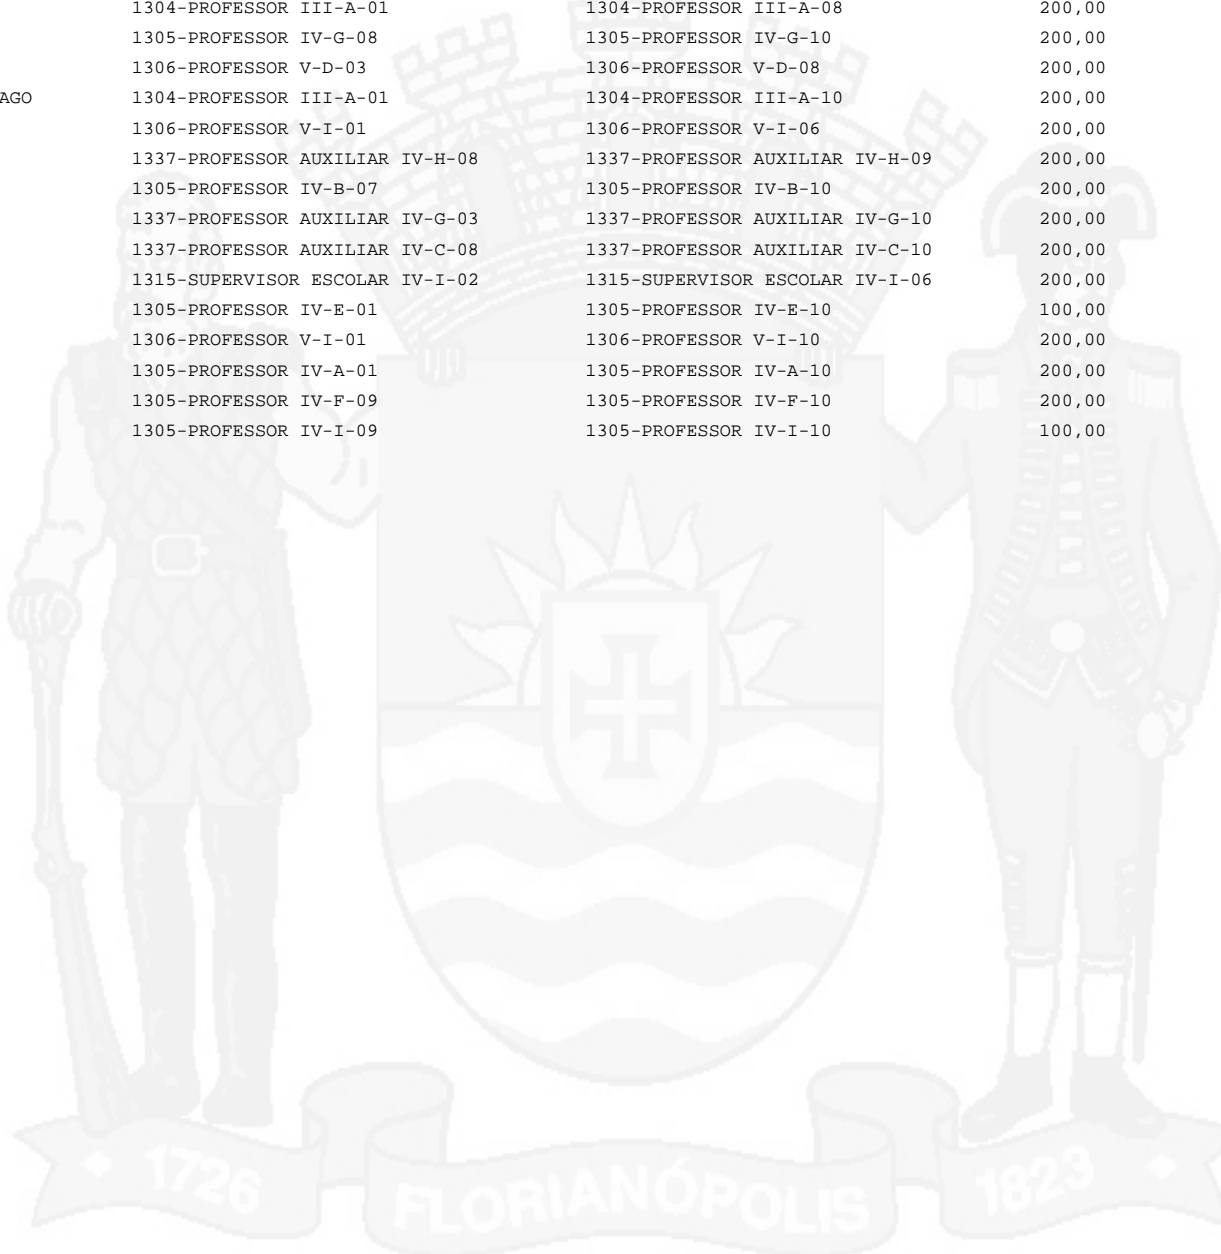 1304-PROFESSOR III-A-01 1304-PROFESSOR III-A-08 200,00
1305-PROFESSOR IV-G-08 1305-PROFESSOR IV-G-10 200,00
1306-PROFESSOR V-D-03 1306-PROFESSOR V-D-08 200,00
AGO 1304-PROFESSOR III-A-01 1304-PROFESSOR III-A-10 200,00
1306-PROFESSOR V-I-01 1306-PROFESSOR V-I-06 200,00
1337-PROFESSOR AUXILIAR IV-H-08 1337-PROFESSOR AUXILIAR IV-H-09 200,00
1305-PROFESSOR IV-B-07 1305-PROFESSOR IV-B-10 200,00
1337-PROFESSOR AUXILIAR IV-G-03 1337-PROFESSOR AUXILIAR IV-G-10 200,00
1337-PROFESSOR AUXILIAR IV-C-08 1337-PROFESSOR AUXILIAR IV-C-10 200,00
1315-SUPERVISOR ESCOLAR IV-I-02 1315-SUPERVISOR ESCOLAR IV-I-06 200,00
1305-PROFESSOR IV-E-01 1305-PROFESSOR IV-E-10 100,00
1306-PROFESSOR V-I-01 1306-PROFESSOR V-I-10 200,00
1305-PROFESSOR IV-A-01 1305-PROFESSOR IV-A-10 200,00
1305-PROFESSOR IV-F-09 1305-PROFESSOR IV-F-10 200,00
1305-PROFESSOR IV-I-09 1305-PROFESSOR IV-I-10 100,00
1726 FLORIANÓPOLIS 1823